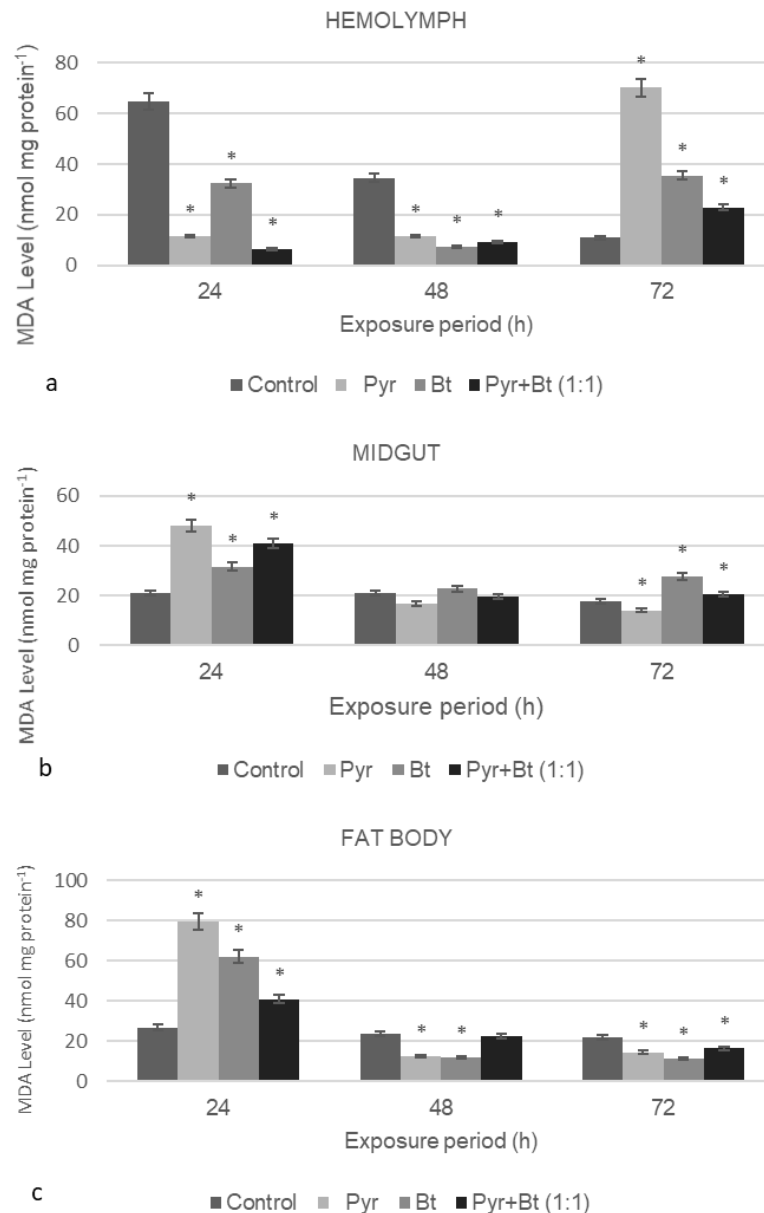 HEMOLYMPH
MDA Level (nmol mg protein⁻¹)
80
60
40
20
0
* * * * * * * * *
24 48 72
Exposure period (h)
a
Control Pyr Bt Pyr+Bt (1:1)
MIDGUT
MDA Level (nmol mg protein⁻¹)
60
40
20
0
* * * * * *
24 48 72
Exposure period (h)
b
Control Pyr Bt Pyr+Bt (1:1)
FAT BODY
MDA Level (nmol mg protein⁻¹)
100
80
60
40
20
0
* * * * * * * *
24 48 72
Exposure period (h)
c
Control Pyr Bt Pyr+Bt (1:1)